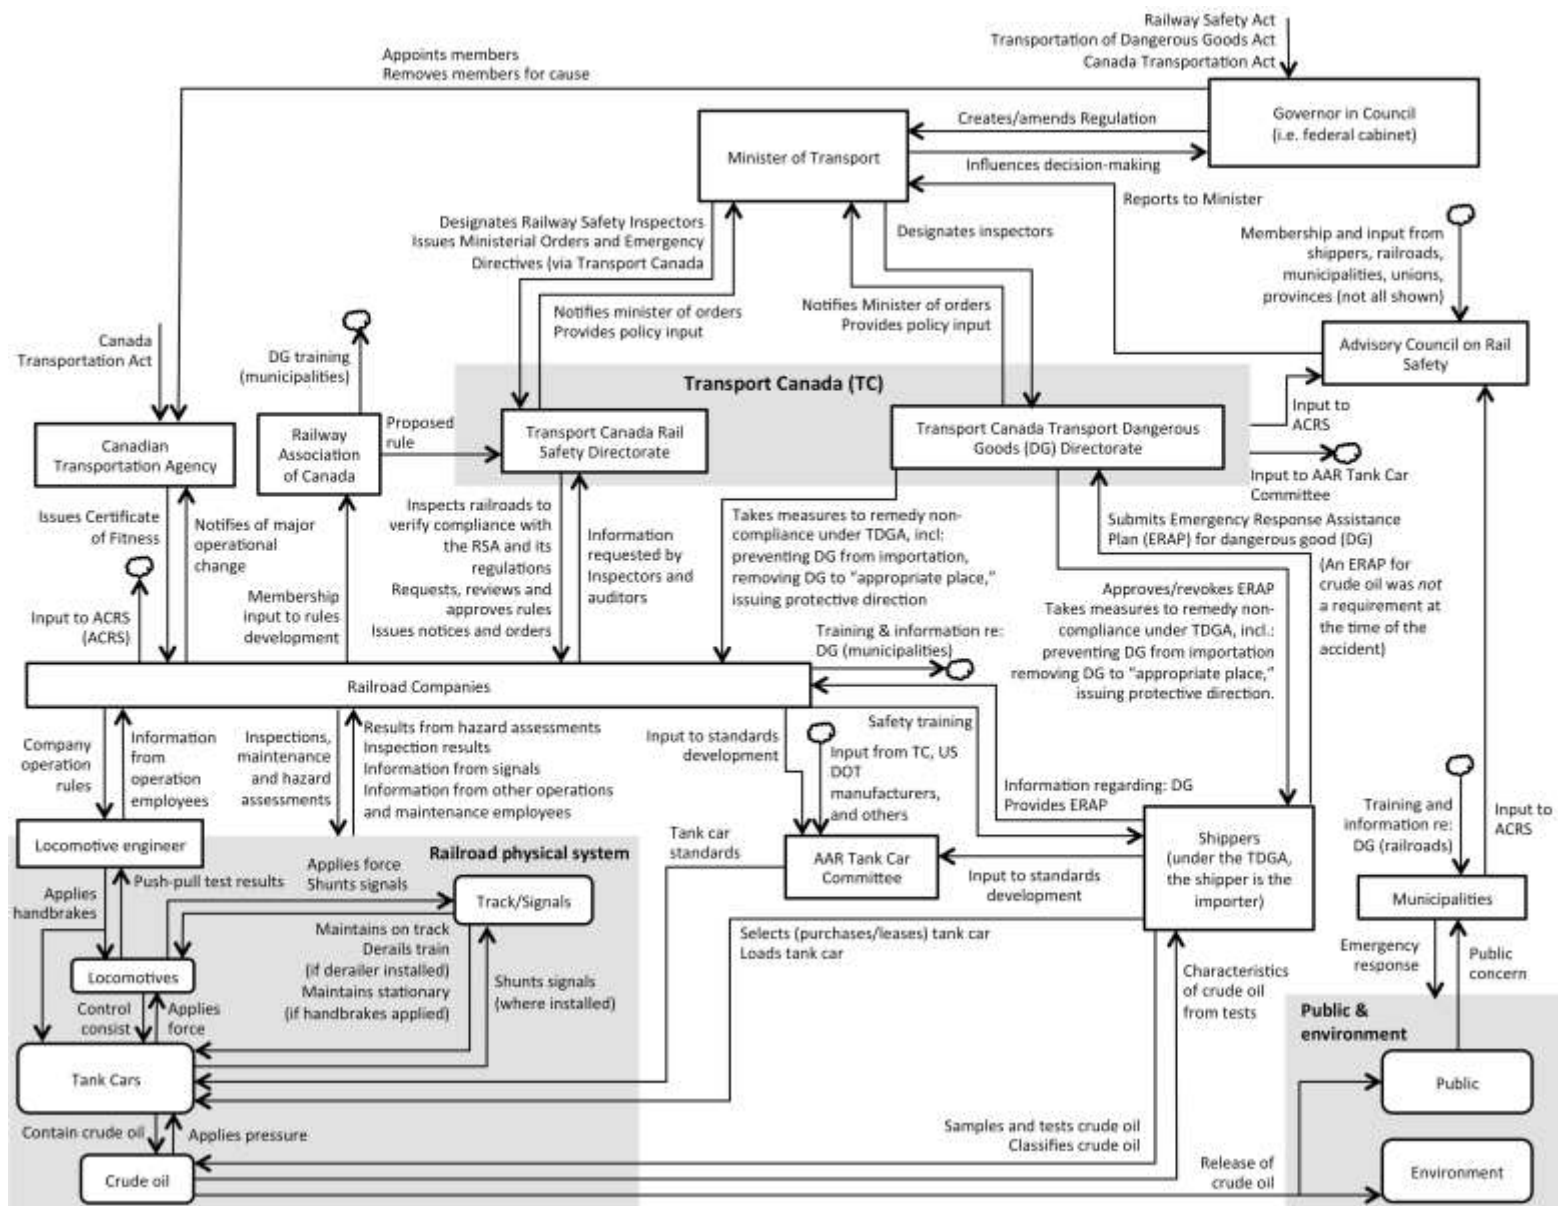 Railway Safety Act
Transportation of Dangerous Goods Act
Canada Transportation Act
Appoints members
Removes members for cause
Governor in Council
(i.e. federal cabinet)
Creates/amends Regulation
Minister of Transport
Influences decision-making
Reports to Minister
Designates Railway Safety Inspectors
Issues Ministerial Orders and Emergency
Directives (via Transport Canada
Designates inspectors
Membership and input from
shippers, railroads,
municipalities, unions,
provinces (not all shown)
Notifies minister of orders
Provides policy input
Notifies Minister of orders
Provides policy input
Canada
Transportation Act
DG training
(municipalities)
Advisory Council on Rail
Safety
Transport Canada (TC)
Input to
ACRS
Canadian
Transportation Agency
Railway
Association
of Canada
Proposed
rule
Transport Canada Rail
Safety Directorate
Transport Canada Transport Dangerous
Goods (DG) Directorate
Input to AAR Tank Car
Committee
Issues Certificate
of Fitness
Notifies of major
operational
change
Inspects railroads to
verify compliance with
the RSA and its
regulations
Requests, reviews and
approves rules
Issues notices and orders
Information
requested by
Inspectors and
auditors
Takes measures to remedy non-
compliance under TDGA, incl:
preventing DG from importation,
removing DG to "appropriate place,"
issuing protective direction
Submits Emergency Response Assistance
Plan (ERAP) for dangerous good (DG)
(An ERAP for
crude oil was not
a requirement at
the time of the
accident)
Input to ACRS
(ACRS)
Membership
input to rules
development
Approves/revokes ERAP
Takes measures to remedy non-
compliance under TDGA, incl.:
preventing DG from importation
removing DG to "appropriate place,"
issuing protective direction.
Training & information re:
DG (municipalities)
Railroad Companies
Company
operation
rules
Information
from
operation
employees
Inspections,
maintenance
and hazard
assessments
Results from hazard assessments
Inspection results
Information from signals
Information from other operations
and maintenance employees
Input to standards
development
Safety training
Input from TC, US
DOT
manufacturers,
and others
Information regarding: DG
Provides ERAP
Training and
information re:
DG (railroads)
Input to
ACRS
Locomotive engineer
Railroad physical system
Tank car
standards
AAR Tank Car
Committee
Shippers
(under the TDGA,
the shipper is the
importer)
Input to standards
development
Municipalities
Applies
handbrakes
Push-pull test results
Applies force
Shunts signals
Track/Signals
Maintains on track
Derails train
(if derailer installed)
Maintains stationary
(if handbrakes applied)
Shunts signals
(where installed)
Selects (purchases/leases) tank car
Loads tank car
Characteristics
of crude oil
from tests
Emergency
response
Public
concern
Locomotives
Control
consist
Applies
force
Public &
environment
Tank Cars
Public
Contain crude oil
Applies pressure
Samples and tests crude oil
Classifies crude oil
Crude oil
Release of
crude oil
Environment